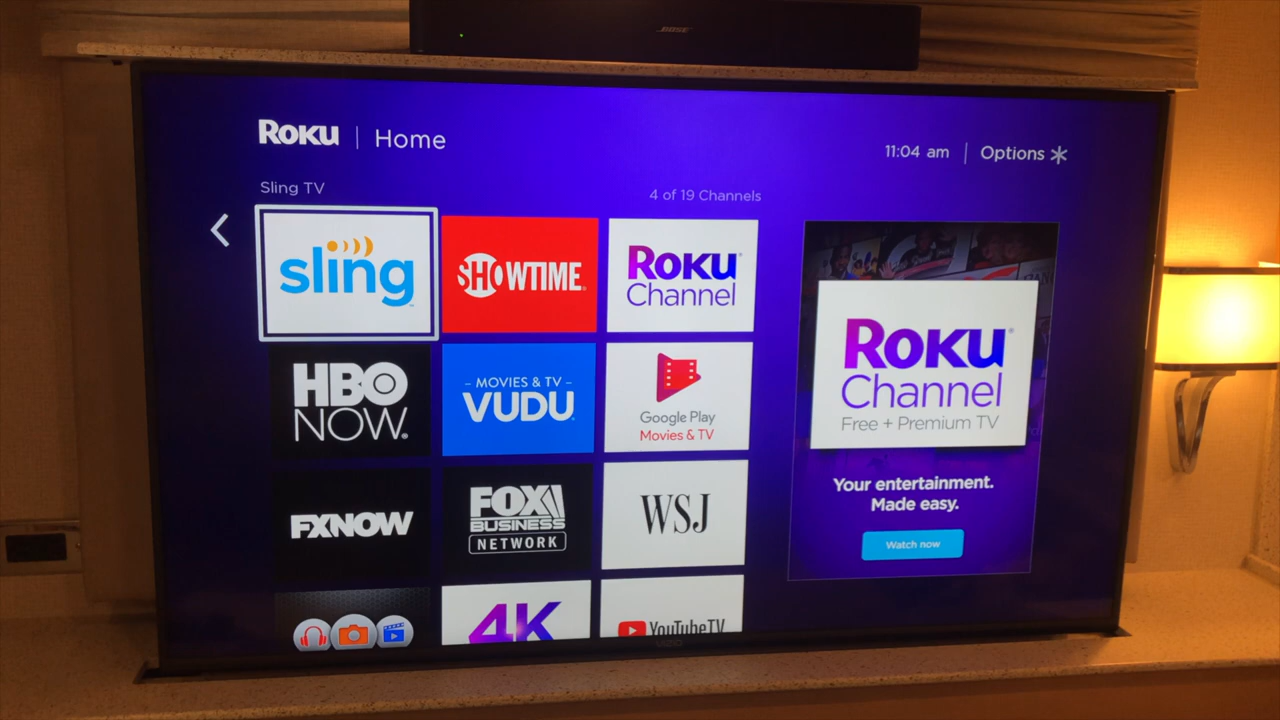 BOSE
Roku | Home
11:04 am | Options
Sling TV
4 of 19 Channels
sling
SHOWTIME
Roku
Channel
HBO
NOW
MOVIES & TV
VUDU
Google Play
Movies & TV
FXNOW
FOX
BUSINESS
NETWORK
WSJ
4K
YouTubeTV
Roku
Channel
Free + Premium TV
Your entertainment.
Made easy.
Watch now